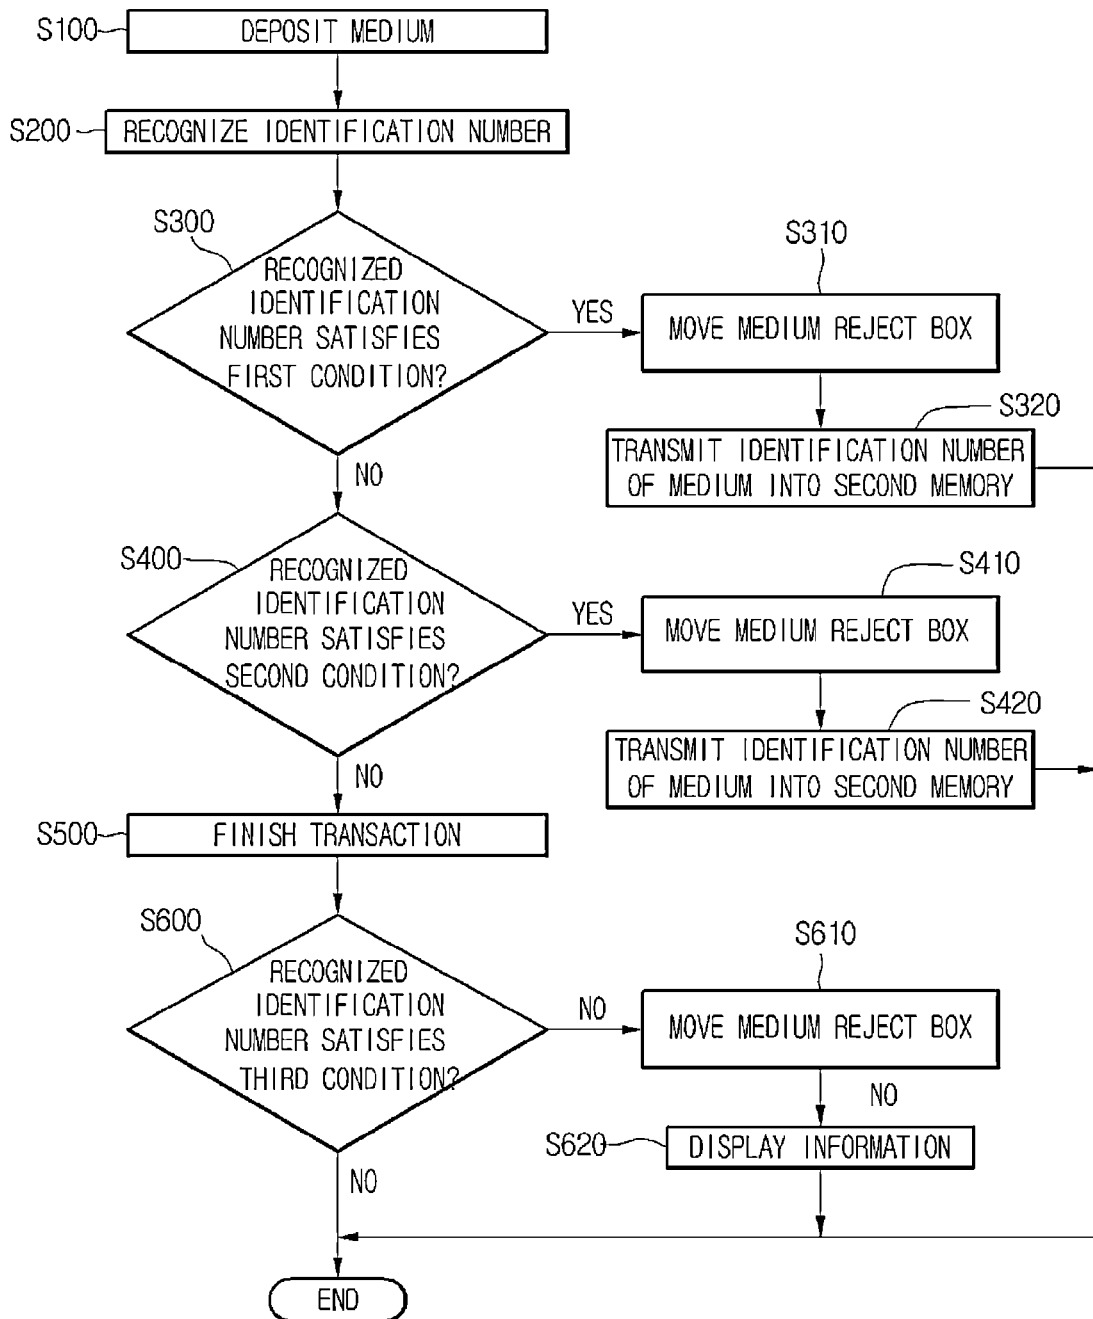 S100
DEPOSIT MEDIUM
S200
RECOGNIZE IDENTIFICATION NUMBER
S300
RECOGNIZED
IDENTIFICATION
NUMBER SATISFIES
FIRST CONDITION?
YES
NO
S310
MOVE MEDIUM REJECT BOX
S320
TRANSMIT IDENTIFICATION NUMBER
OF MEDIUM INTO SECOND MEMORY
S400
RECOGNIZED
IDENTIFICATION
NUMBER SATISFIES
SECOND CONDITION?
YES
NO
S410
MOVE MEDIUM REJECT BOX
S420
TRANSMIT IDENTIFICATION NUMBER
OF MEDIUM INTO SECOND MEMORY
S500
FINISH TRANSACTION
S600
RECOGNIZED
IDENTIFICATION
NUMBER SATISFIES
THIRD CONDITION?
NO
NO
S610
MOVE MEDIUM REJECT BOX
NO
S620
DISPLAY INFORMATION
END